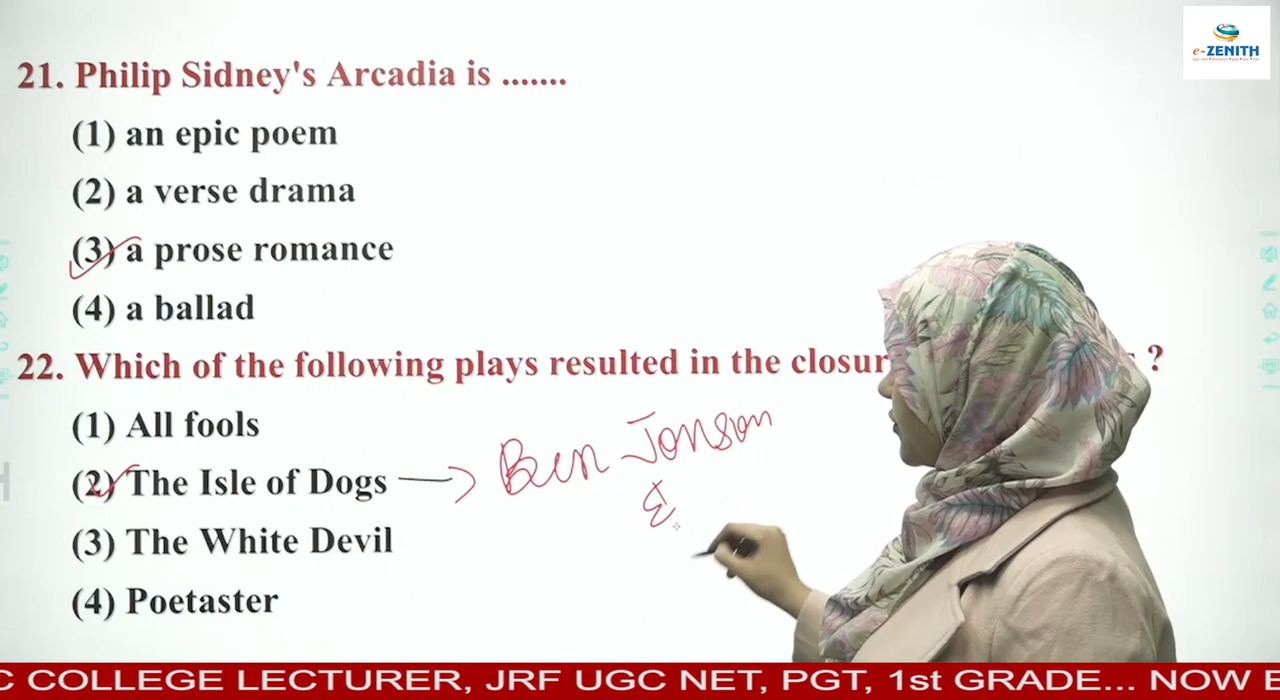 e-ZENITH
21. Philip Sidney's Arcadia is .......
(1) an epic poem
(2) a verse drama
(3) a prose romance
(4) a ballad
22. Which of the following plays resulted in the closur ?
(1) All fools
(2) The Isle of Dogs → Ben Jonson
&
(3) The White Devil
(4) Poetaster
C COLLEGE LECTURER, JRF UGC NET, PGT, 1st GRADE... NOW E